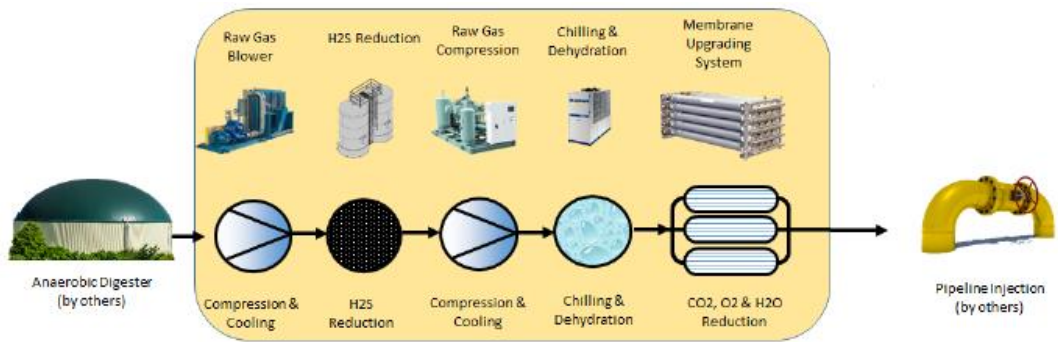 Raw Gas
Blower
H2S Reduction
Raw Gas
Compression
Chilling &
Dehydration
Membrane
Upgrading
System
Anaerobic Digester
(by others)
Compression &
Cooling
H2S
Reduction
Compression &
Cooling
Chilling &
Dehydration
CO2, O2 & H2O
Reduction
Pipeline Injection
(by others)